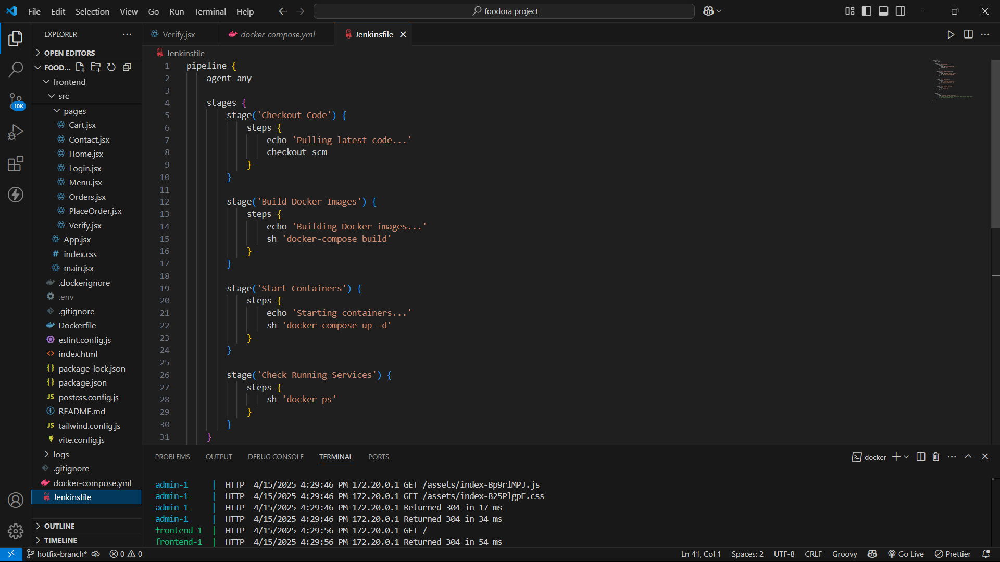 File Edit Selection View Go Run Terminal Help
foodora project
EXPLORER
OPEN EDITORS
FOOD...
frontend
src
pages
Cart.jsx
Contact.jsx
Home.jsx
Login.jsx
Menu.jsx
Orders.jsx
PlaceOrder.jsx
Verify.jsx
App.jsx
# index.css
main.jsx
.dockerignore
.env
.gitignore
Dockerfile
eslint.config.js
<> index.html
{} package-lock.json
{} package.json
JS postcss.config.js
README.md
JS tailwind.config.js
vite.config.js
logs
.gitignore
docker-compose.yml
Jenkinsfile
OUTLINE
TIMELINE
10K
Verify.jsx
docker-compose.yml
Jenkinsfile
Jenkinsfile
1 pipeline {
2 agent any
3
4 stages {
5 stage('Checkout Code') {
6 steps {
7 echo 'Pulling latest code...'
8 checkout scm
9 }
10 }
11
12 stage('Build Docker Images') {
13 steps {
14 echo 'Building Docker images...'
15 sh 'docker-compose build'
16 }
17 }
18
19 stage('Start Containers') {
20 steps {
21 echo 'Starting containers...'
22 sh 'docker-compose up -d'
23 }
24 }
25
26 stage('Check Running Services') {
27 steps {
28 sh 'docker ps'
29 }
30 }
31 }
PROBLEMS OUTPUT DEBUG CONSOLE TERMINAL PORTS
docker
admin-1 | HTTP 4/15/2025 4:29:46 PM 172.20.0.1 GET /assets/index-Bp9rlMPJ.js
admin-1 | HTTP 4/15/2025 4:29:46 PM 172.20.0.1 GET /assets/index-B25PlgpF.css
admin-1 | HTTP 4/15/2025 4:29:46 PM 172.20.0.1 Returned 304 in 17 ms
admin-1 | HTTP 4/15/2025 4:29:46 PM 172.20.0.1 Returned 304 in 34 ms
frontend-1 | HTTP 4/15/2025 4:29:56 PM 172.20.0.1 GET /
frontend-1 | HTTP 4/15/2025 4:29:56 PM 172.20.0.1 Returned 304 in 54 ms
hotfix-branch* 0 0
Ln 41, Col 1 Spaces: 2 UTF-8 CRLF Groovy Go Live Prettier